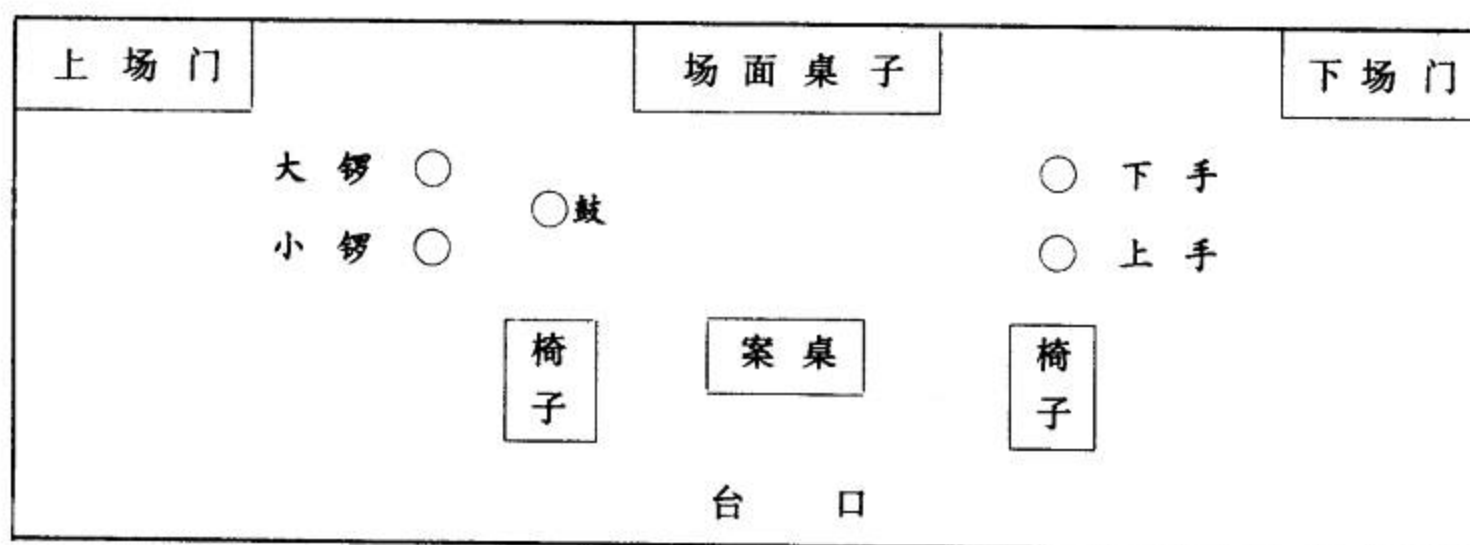 上场门 场面桌子 下场门
大锣 鼓 下手
小锣 上手
椅子 案桌 椅子
台口